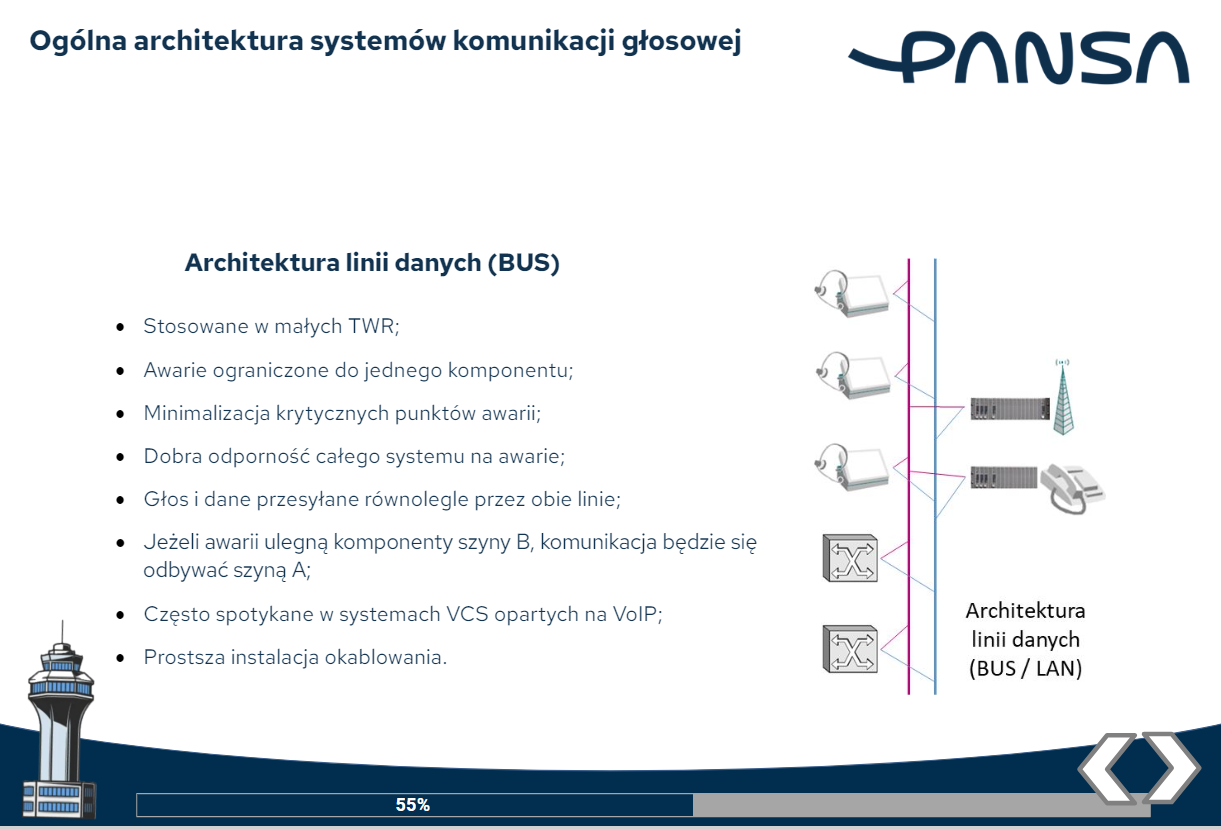 Ogólna architektura systemów komunikacji głosowej
PANSA
Architektura linii danych (BUS)
• Stosowane w małych TWR;
• Awarie ograniczone do jednego komponentu;
• Minimalizacja krytycznych punktów awarii;
• Dobra odporność całego systemu na awarie;
• Głos i dane przesyłane równolegle przez obie linie;
• Jeżeli awarii ulegną komponenty szyny B, komunikacja będzie się
odbywać szyną A;
• Często spotykane w systemach VCS opartych na VoIP;
• Prostsza instalacja okablowania.
Architektura
linii danych
(BUS / LAN)
55%